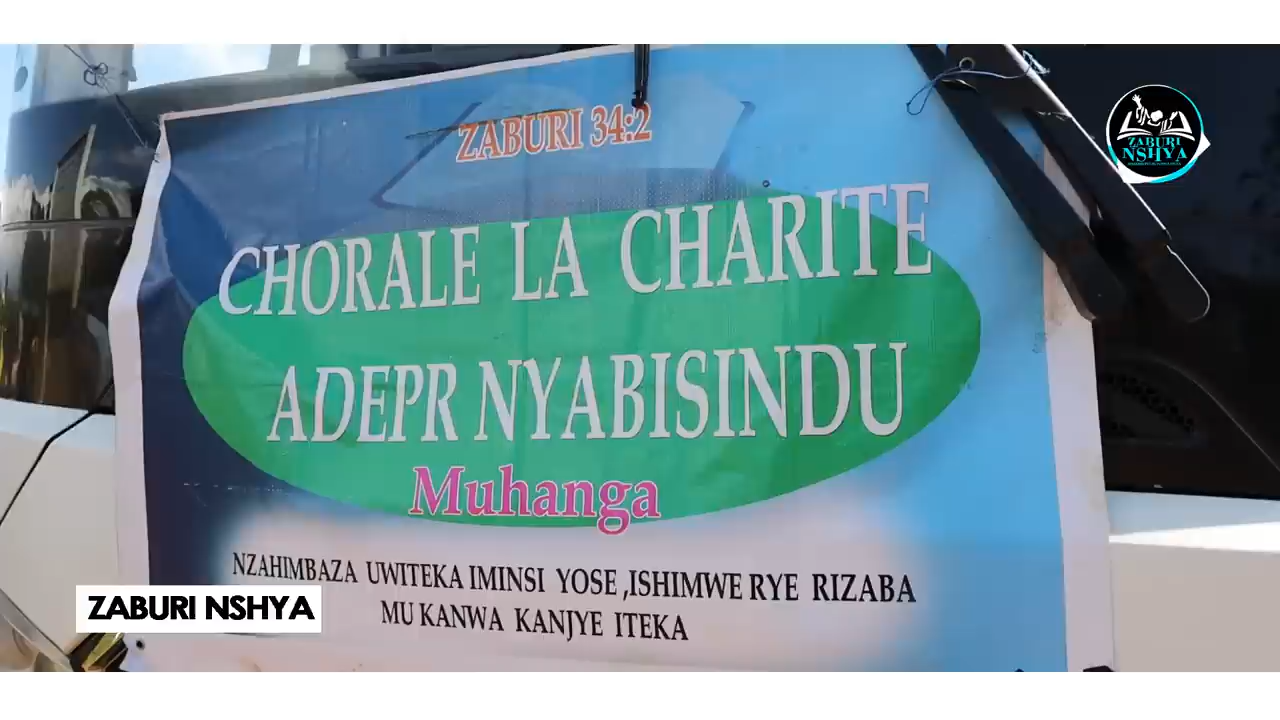 ZABURI 34:2
ZABURI
NSHYA
CHORALE LA CHARITE
ADEPR NYABISINDU
Muhanga
NZAHIMBAZA UWITEKA IMINSI YOSE ,ISHIMWE RYE RIZABA
MU KANWA KANJYE ITEKA
ZABURI NSHYA